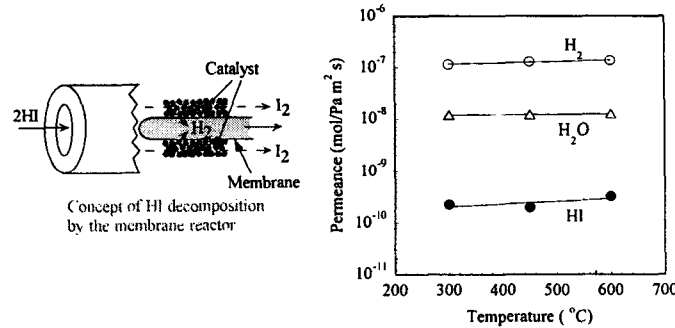 Catalyst
I₂
2HI
H₂
I₂
Membrane
Concept of HI decomposition
by the membrane reactor
Permeance (mol/Pa m² s)
10⁻⁶
10⁻⁷
10⁻⁸
10⁻⁹
10⁻¹⁰
10⁻¹¹
H₂
H₂O
HI
200 300 400 500 600 700
Temperature ( °C)